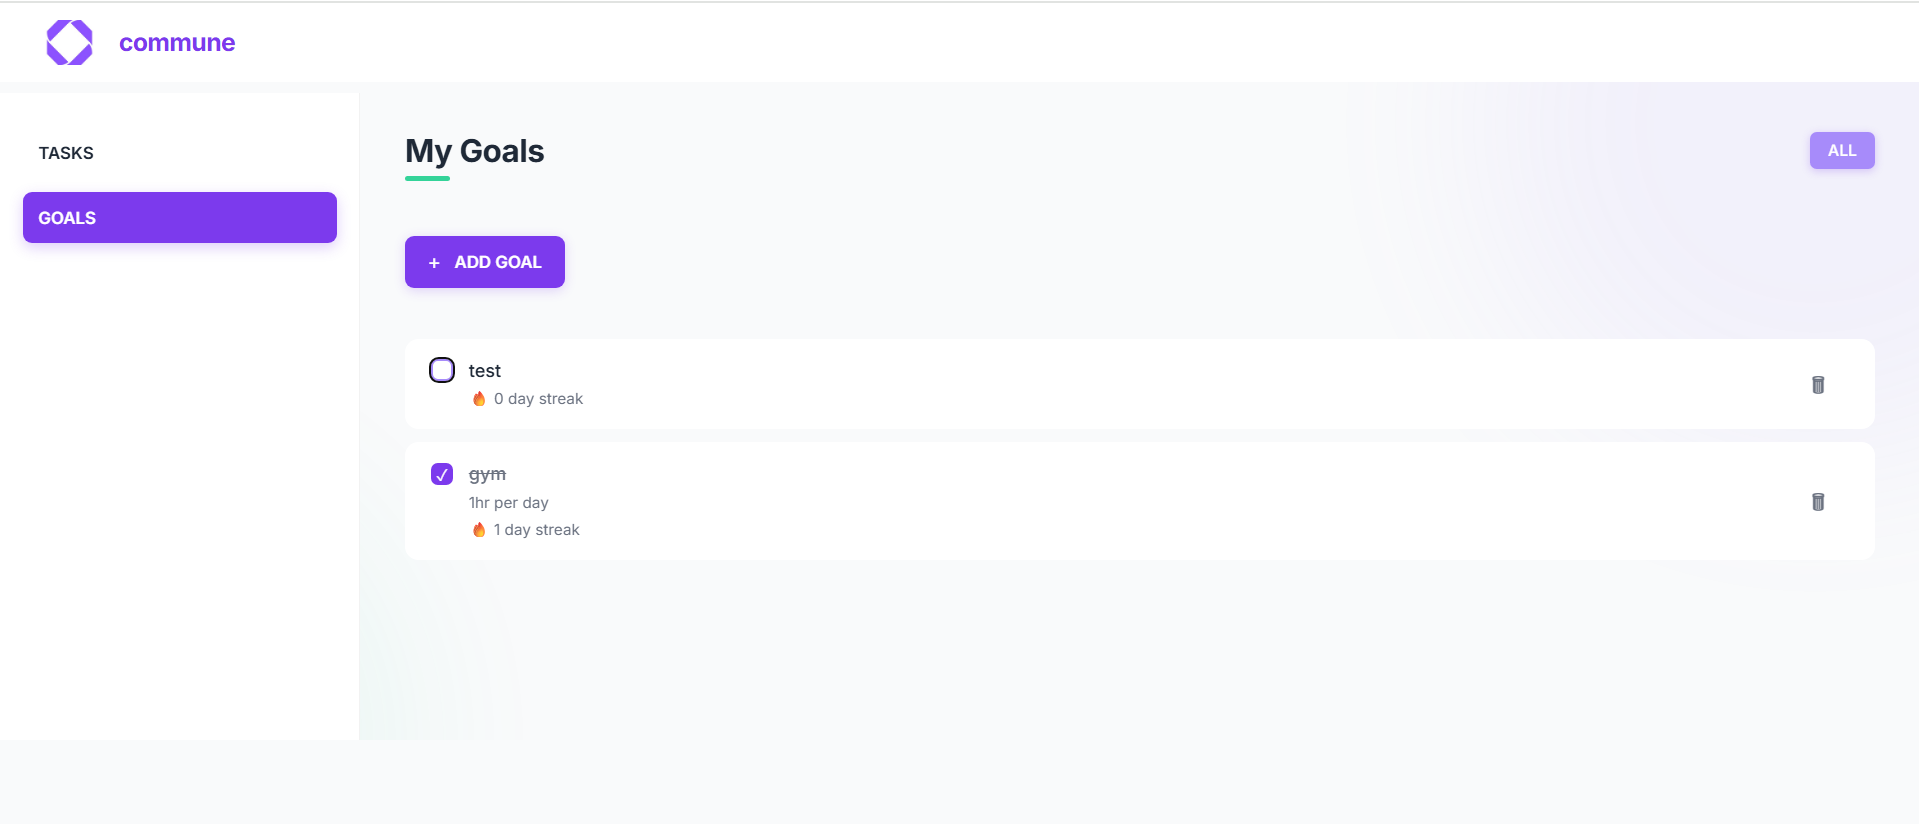 commune
TASKS
GOALS
My Goals
ALL
+ ADD GOAL
test
🔥 0 day streak
gym
1hr per day
🔥 1 day streak